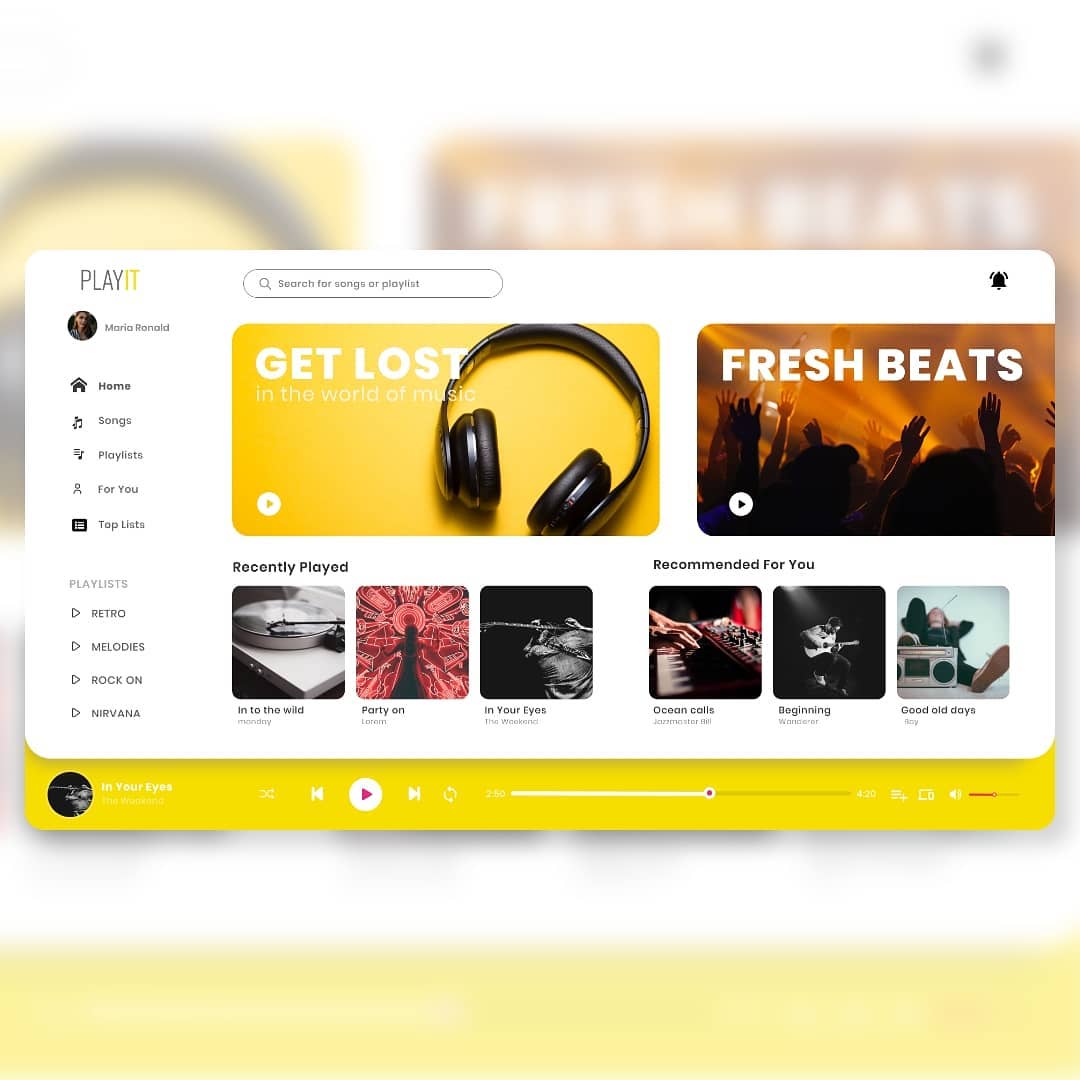 PLAYIT
Search for songs or playlist
Maria Ronald
Home
Songs
Playlists
For You
Top Lists
PLAYLISTS
RETRO
MELODIES
ROCK ON
NIRVANA
GET LOST
in the world of music
FRESH BEATS
Recently Played
In to the wild
monday
Party on
Lorem
In Your Eyes
The Weekend
Recommended For You
Ocean calls
Jazzmaster Bill
Beginning
Wanderer
Good old days
Ray
In Your Eyes
The Weekend
2:50
4:20
FRESH BEATS